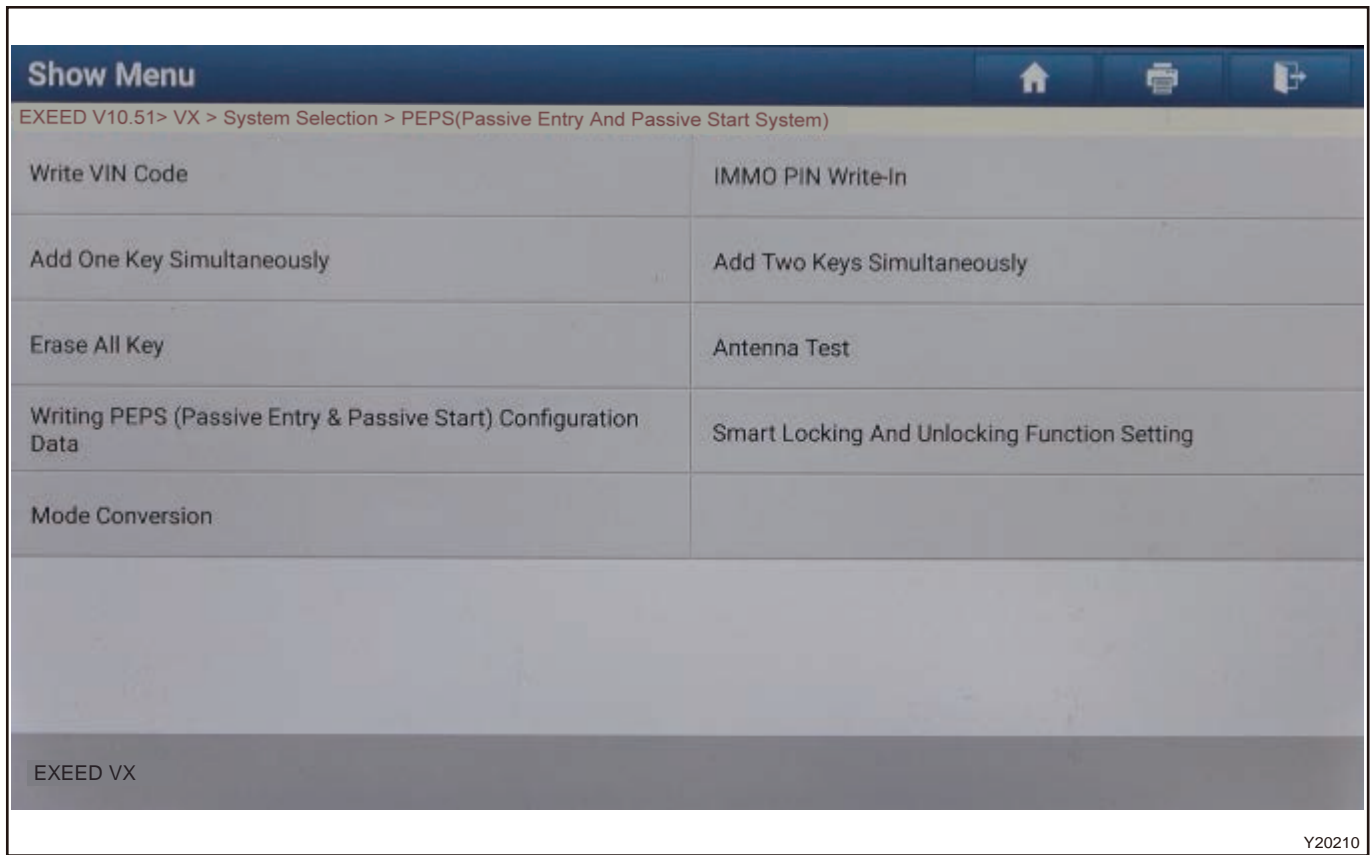 Show Menu
EXEED V10.51> VX > System Selection > PEPS(Passive Entry And Passive Start System)
Write VIN Code
IMMO PIN Write-In
Add One Key Simultaneously
Add Two Keys Simultaneously
Erase All Key
Antenna Test
Writing PEPS (Passive Entry & Passive Start) Configuration
Data
Smart Locking And Unlocking Function Setting
Mode Conversion
EXEED VX
Y20210